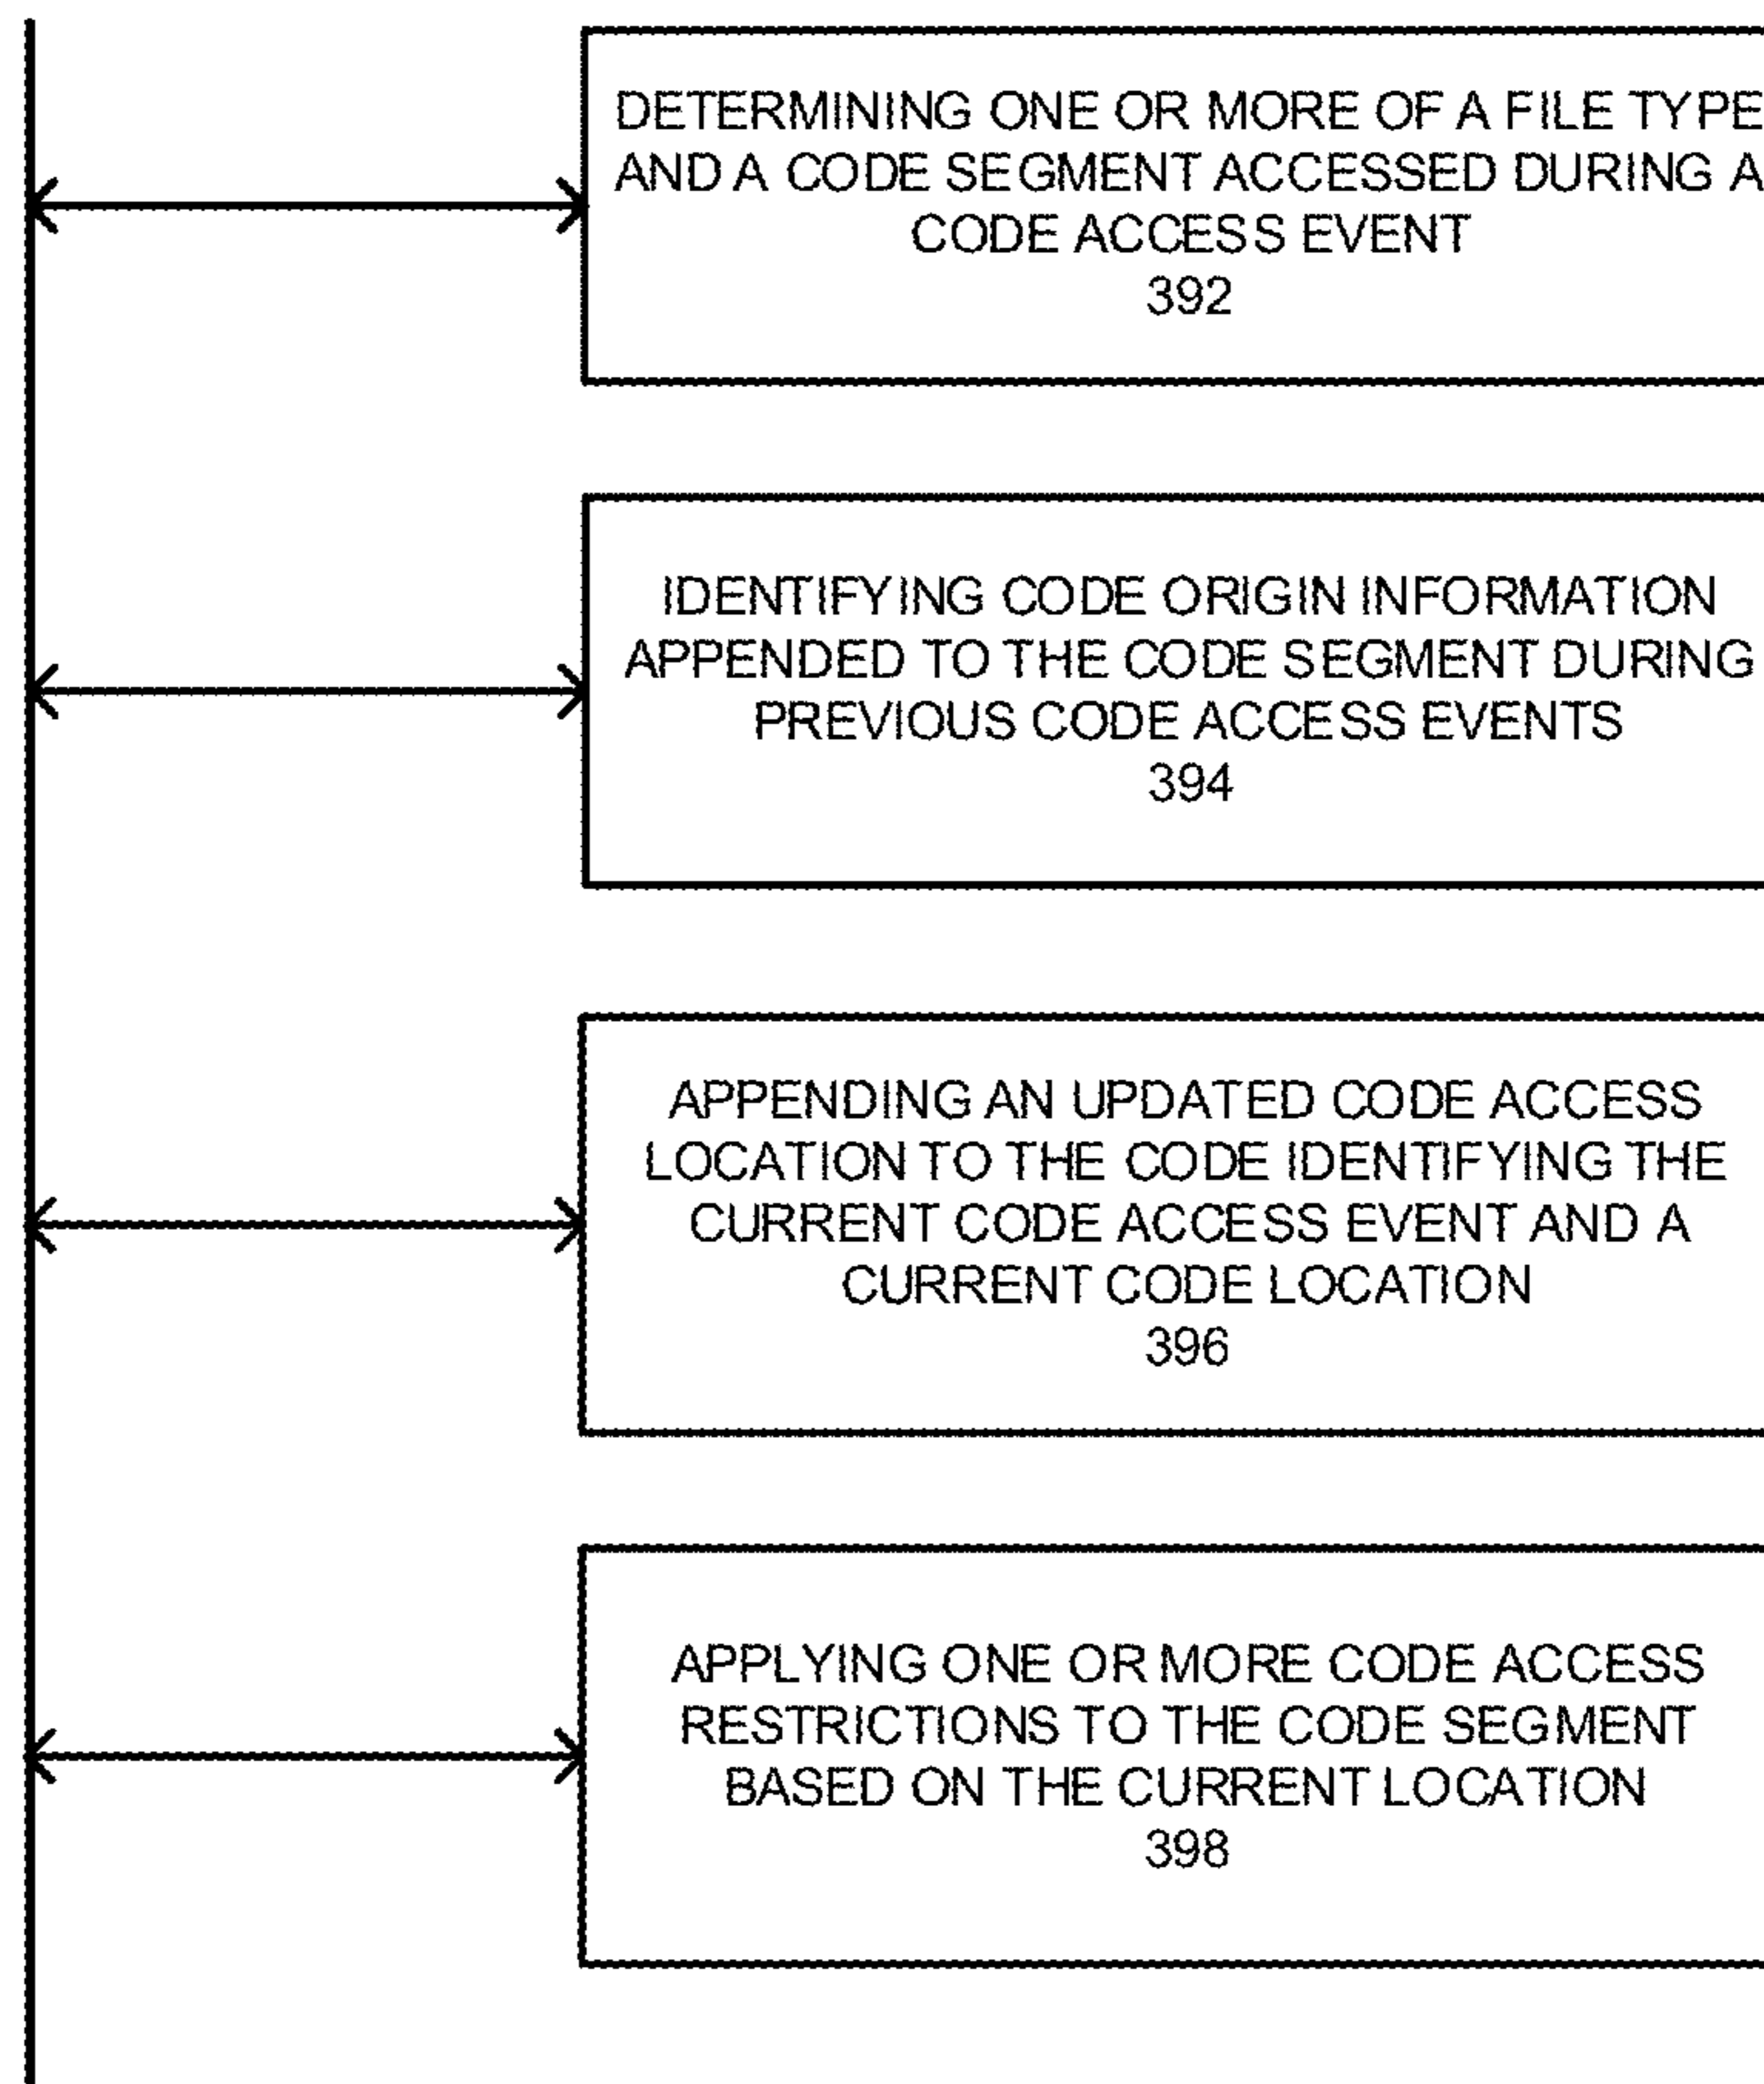 DETERMINING ONE OR MORE OF A FILE TYPE
AND A CODE SEGMENT ACCESSED DURING A
CODE ACCESS EVENT
392
IDENTIFYING CODE ORIGIN INFORMATION
APPENDED TO THE CODE SEGMENT DURING
PREVIOUS CODE ACCESS EVENTS
394
APPENDING AN UPDATED CODE ACCESS
LOCATION TO THE CODE IDENTIFYING THE
CURRENT CODE ACCESS EVENT AND A
CURRENT CODE LOCATION
396
APPLYING ONE OR MORE CODE ACCESS
RESTRICTIONS TO THE CODE SEGMENT
BASED ON THE CURRENT LOCATION
398